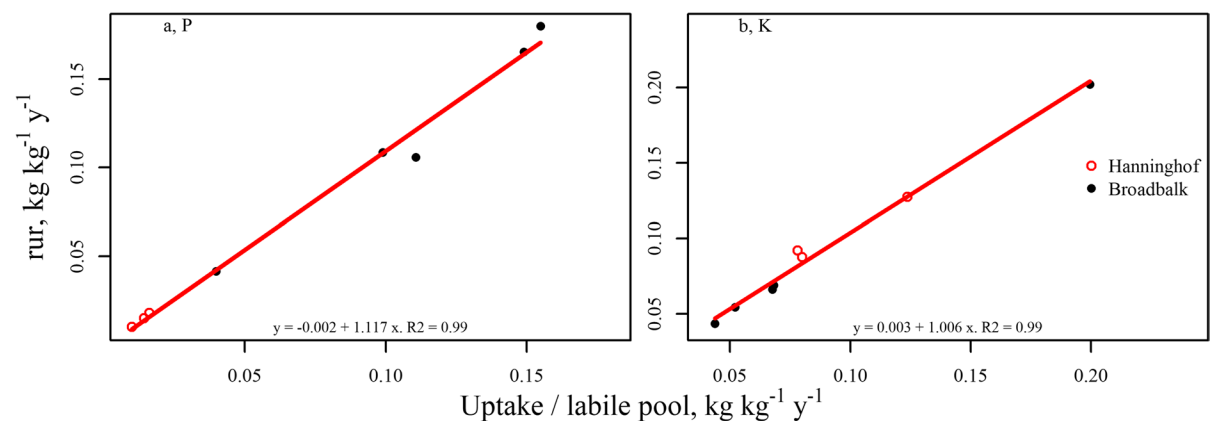 a, P
0.15
0.10
0.05
rur, kg kg-1 y-1
y = -0.002 + 1.117 x. R2 = 0.99
0.05 0.10 0.15
b, K
0.20
0.15
0.10
0.05
Hanninghof
Broadbalk
y = 0.003 + 1.006 x. R2 = 0.99
0.05 0.10 0.15 0.20
Uptake / labile pool, kg kg-1 y-1